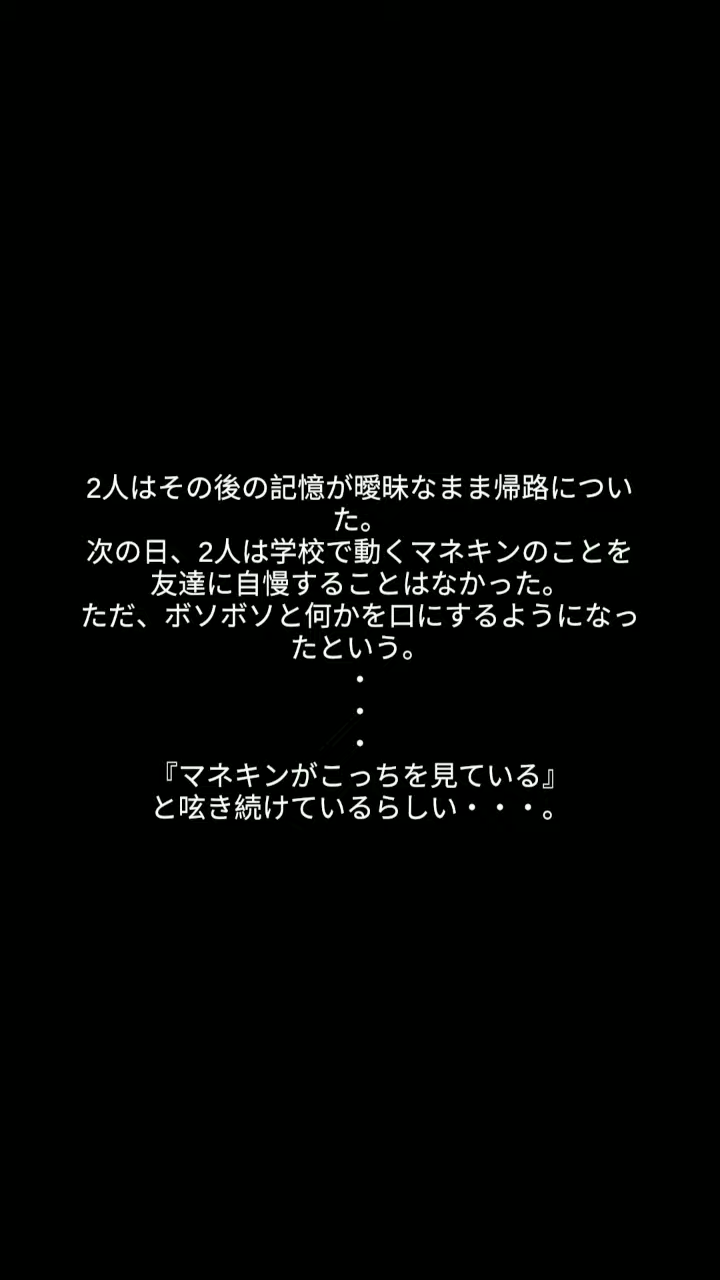 2人はその後の記憶が曖昧なまま帰路につい
た。
次の日、2人は学校で動くマネキンのことを
友達に自慢することはなかった。
ただ、ボソボソと何かを口にするようになっ
たという。
・
・
・
『マネキンがこっちを見ている』
と呟き続けているらしい・・・。